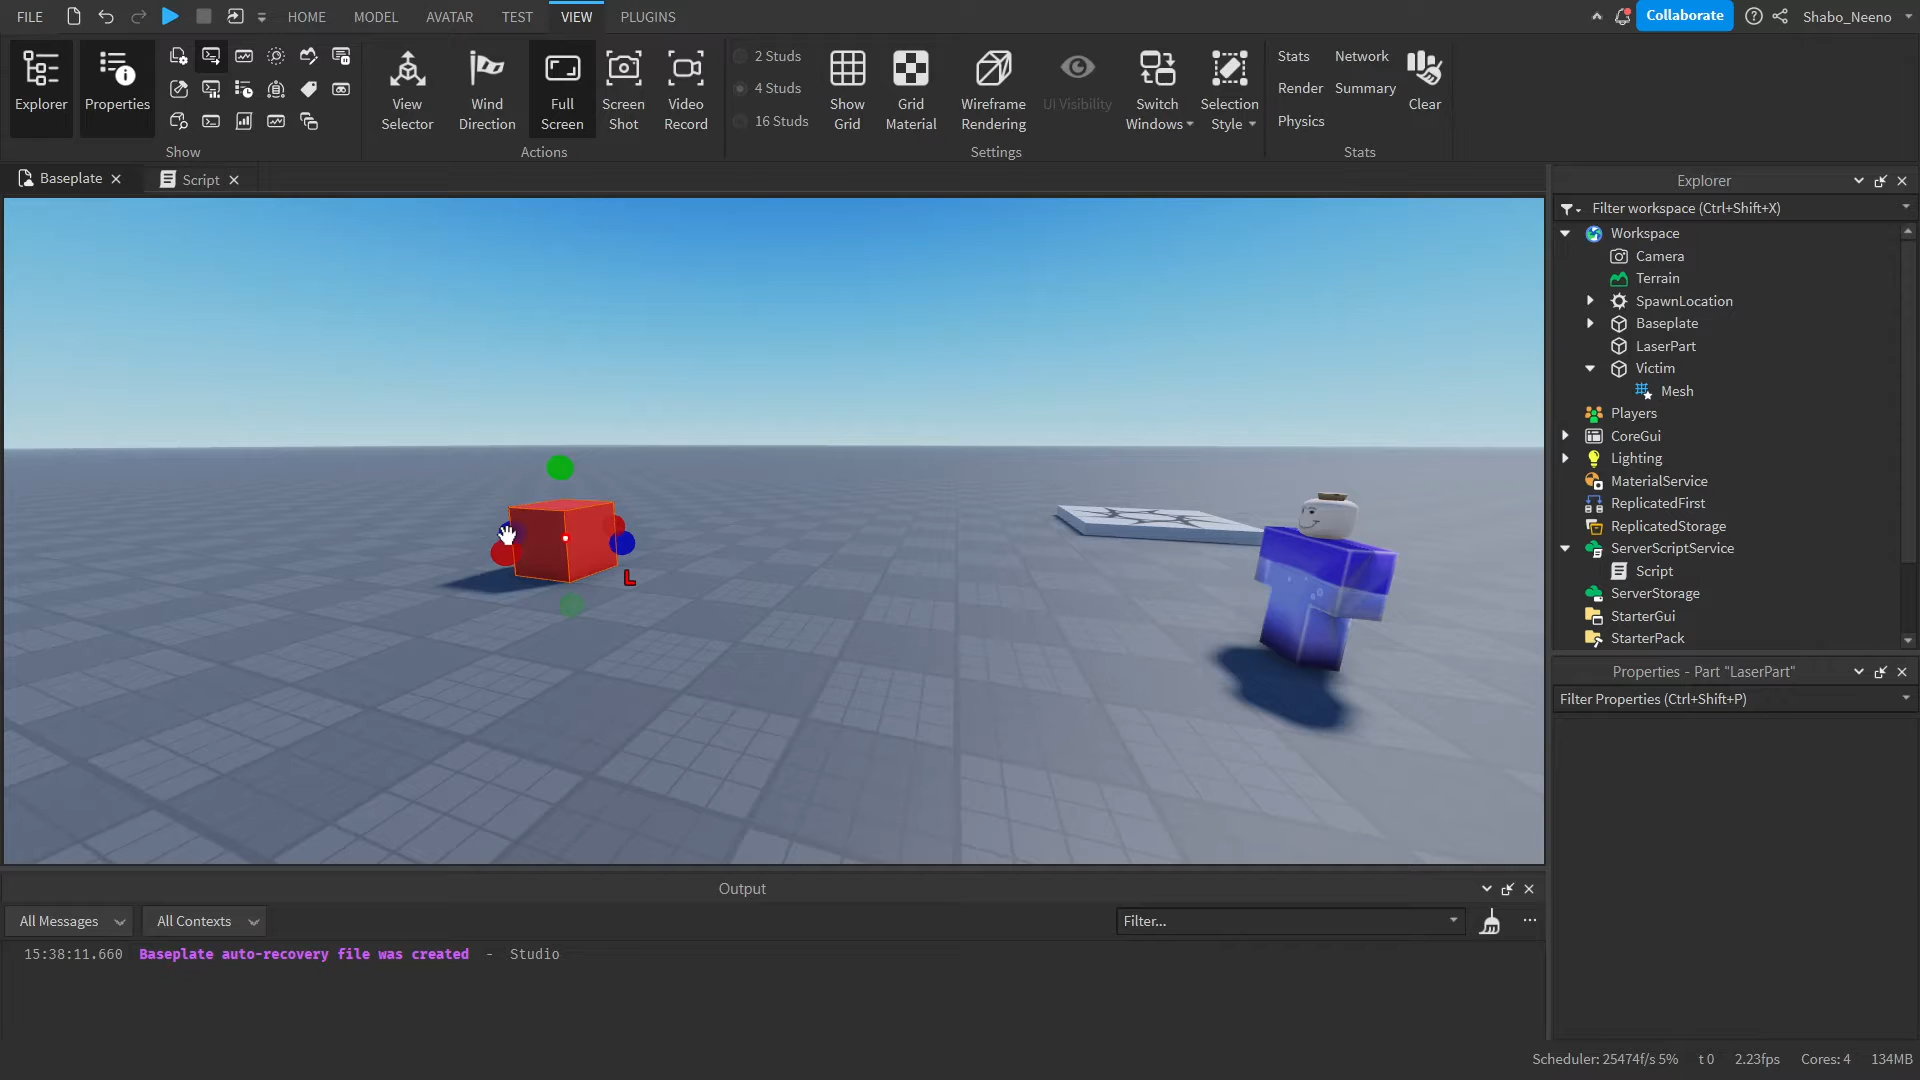 FILE HOME MODEL AVATAR TEST VIEW PLUGINS Collaborate Shabo_Neeno
Explorer Properties View Selector Wind Direction Full Screen Screen Shot Video Record
2 Studs
4 Studs
16 Studs
Show Grid Grid Material Wireframe Rendering UI Visibility Switch Windows Selection Style
Stats Network
Render Summary Clear
Physics
Show Actions Settings Stats
Baseplate Script
Explorer
Filter workspace (Ctrl+Shift+X)
Workspace
Camera
Terrain
SpawnLocation
Baseplate
LaserPart
Victim
Mesh
Players
CoreGui
Lighting
MaterialService
ReplicatedFirst
ReplicatedStorage
ServerScriptService
Script
ServerStorage
StarterGui
StarterPack
L
Properties - Part "LaserPart"
Filter Properties (Ctrl+Shift+P)
Output
All Messages All Contexts Filter...
15:38:11.660 Baseplate auto-recovery file was created - Studio
Scheduler: 25474f/s 5% t 0 2.23fps Cores: 4 134MB